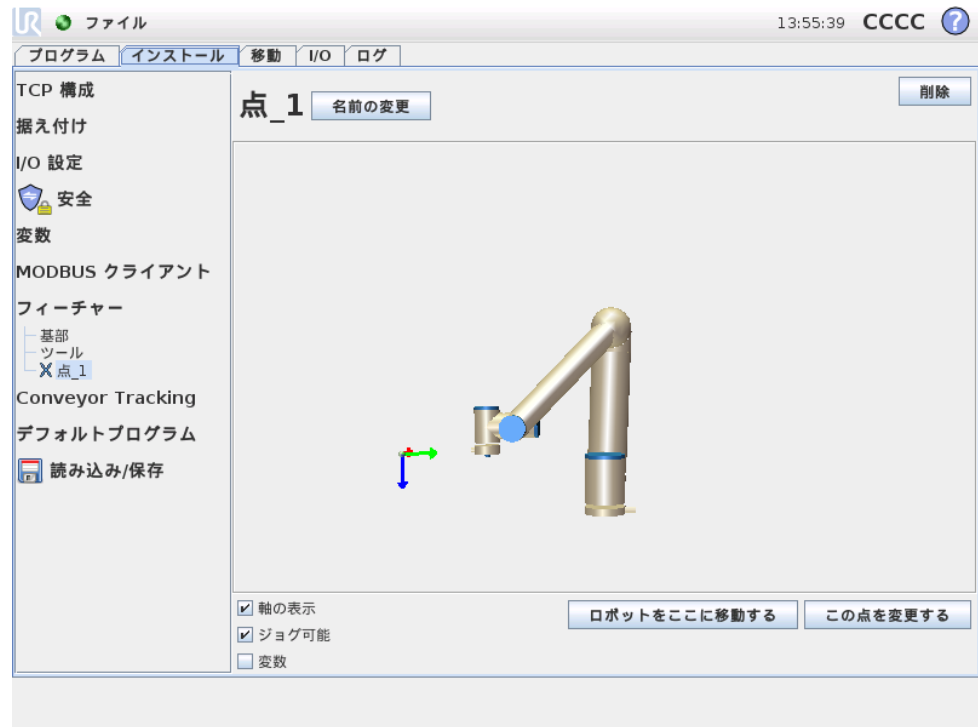 UR ファイル 13:55:39 CCCC ?
プログラム インストール 移動 I/O ログ
TCP 構成
据え付け
I/O 設定
安全
変数
MODBUS クライアント
フィーチャー
基部
ツール
点_1
Conveyor Tracking
デフォルトプログラム
読み込み/保存
点_1 名前の変更 削除
軸の表示
ジョグ可能
変数
ロボットをここに移動する この点を変更する